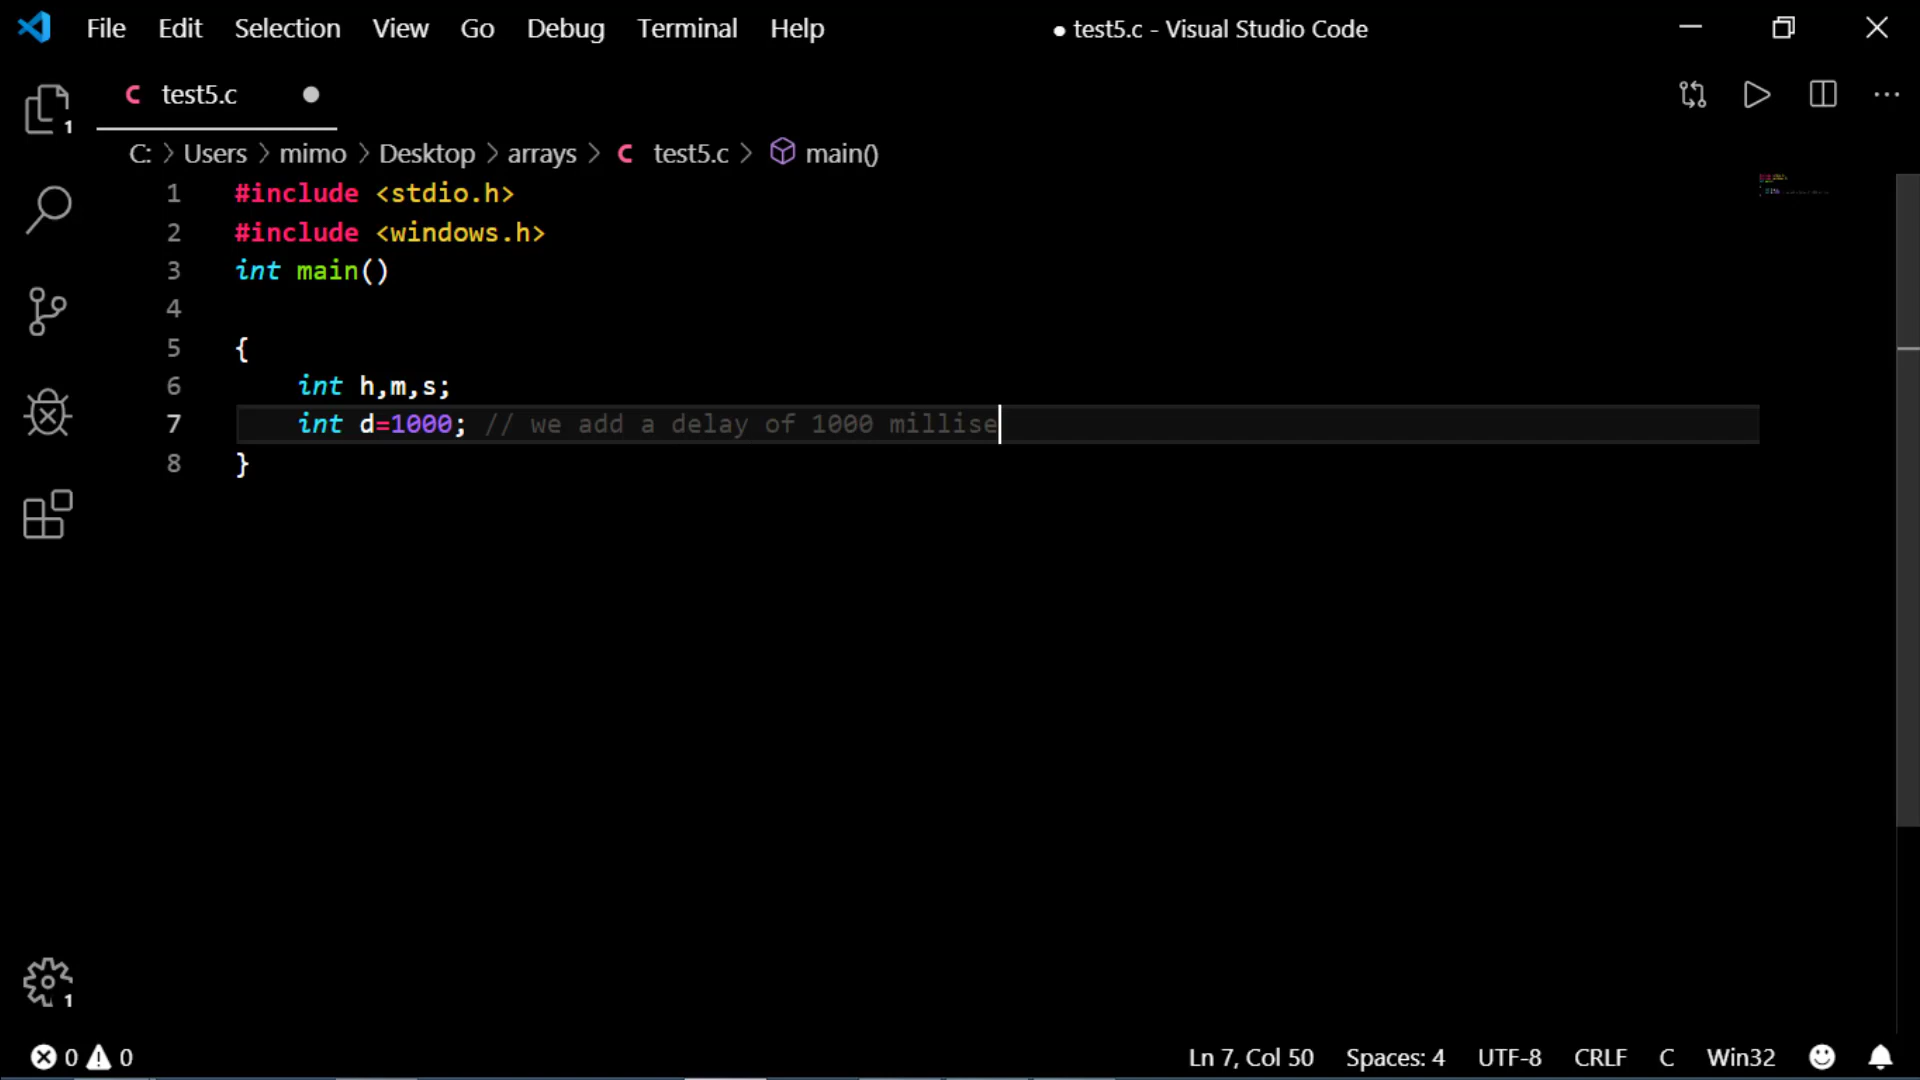 File Edit Selection View Go Debug Terminal Help ● test5.c - Visual Studio Code
C test5.c
C: > Users > mimo > Desktop > arrays > C test5.c > main()
1 #include <stdio.h>
2 #include <windows.h>
3 int main()
4
5 {
6     int h,m,s;
7     int d=1000; // we add a delay of 1000 millise
8 }
1
1
0 0 Ln 7, Col 50 Spaces: 4 UTF-8 CRLF C Win32